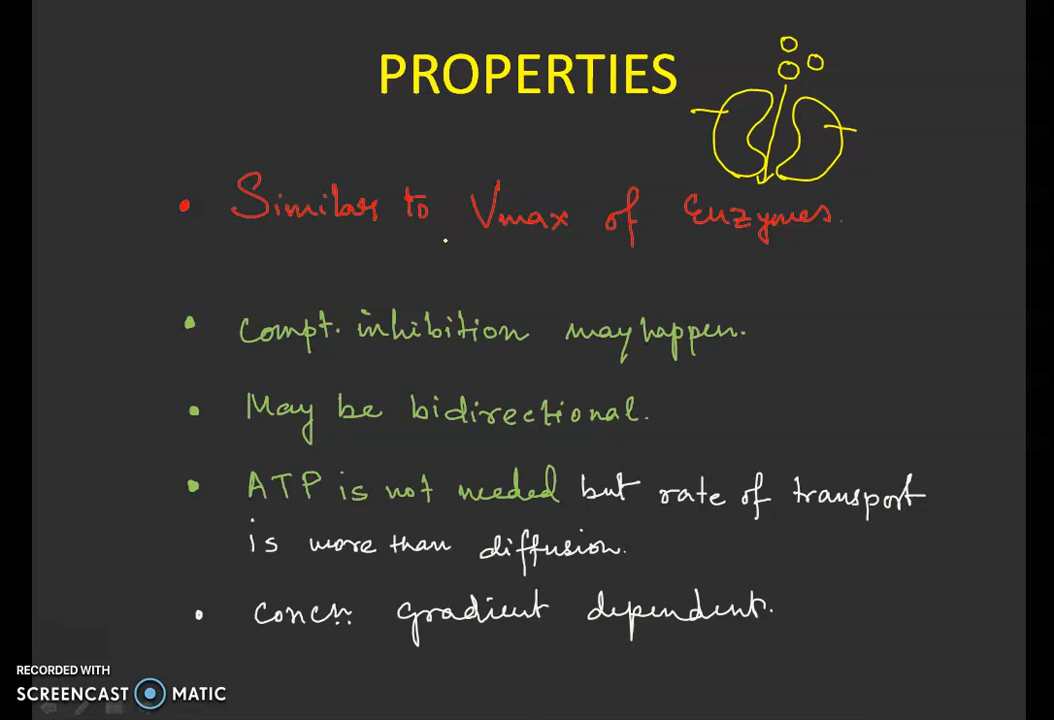 PROPERTIES
• Similar to Vmax of Enzymes.
• Compt. inhibition may happen.
• May be bidirectional.
• ATP is not needed but rate of transport
is more than diffusion.
• Concn. gradient dependent.
RECORDED WITH
SCREENCAST MATIC